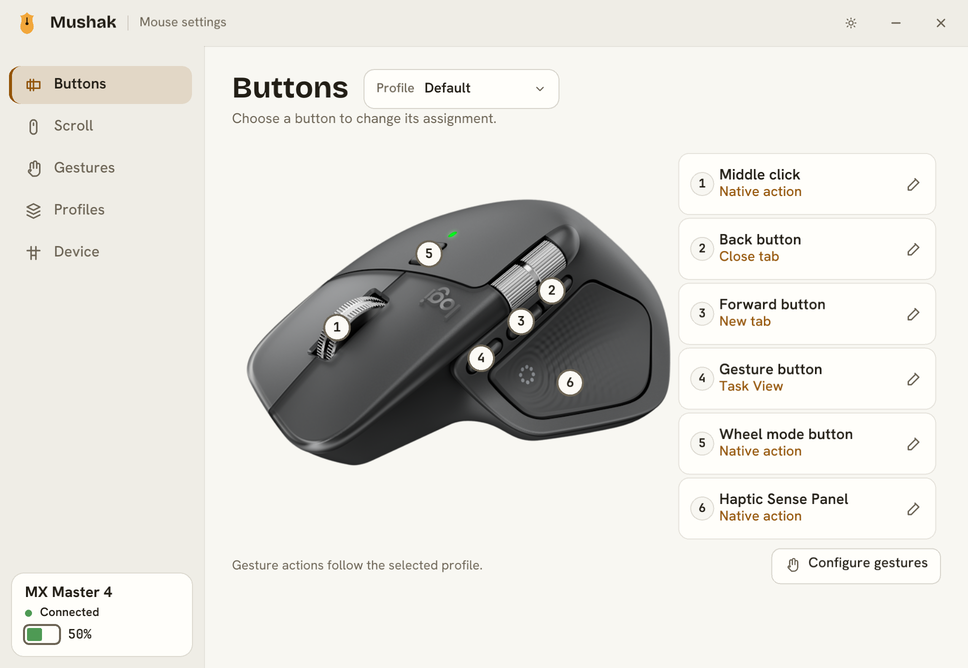 Mushak
Mouse settings
Buttons
Scroll
Gestures
Profiles
Device
MX Master 4
Connected
50%
Buttons
Profile Default
Choose a button to change its assignment.
logi
5
2
1
3
4
6
1
Middle click
Native action
2
Back button
Close tab
3
Forward button
New tab
4
Gesture button
Task View
5
Wheel mode button
Native action
6
Haptic Sense Panel
Native action
Gesture actions follow the selected profile.
Configure gestures